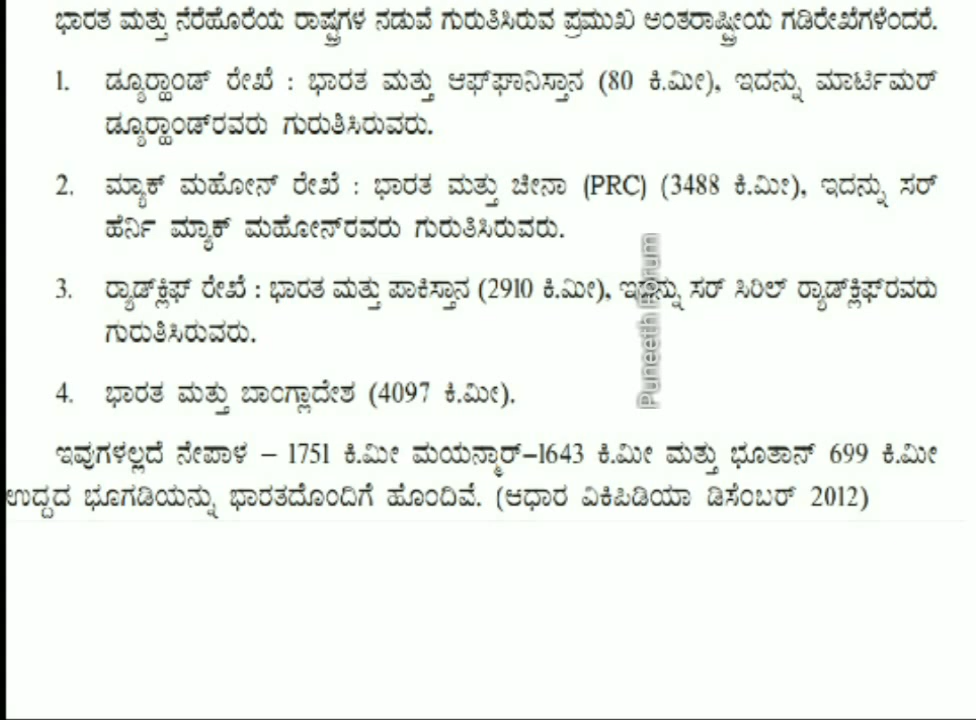 ಭಾರತ ಮತ್ತು ನೆರೆಹೊರೆಯ ರಾಷ್ಟ್ರಗಳ ನಡುವೆ ಗುರುತಿಸಿರುವ ಪ್ರಮುಖ ಅಂತರಾಷ್ಟ್ರೀಯ ಗಡಿರೇಖೆಗಳೆಂದರೆ.
1. ಡ್ಯೂರ‍್ಹಾಂಡ್ ರೇಖೆ : ಭಾರತ ಮತ್ತು ಆಫ್‌ಘಾನಿಸ್ತಾನ (80 ಕಿ.ಮೀ), ಇದನ್ನು ಮಾರ್ಟಿಮರ್
ಡ್ಯೂರ‍್ಹಾಂಡ್‌ರವರು ಗುರುತಿಸಿರುವರು.
2. ಮ್ಯಾಕ್ ಮಹೋನ್ ರೇಖೆ : ಭಾರತ ಮತ್ತು ಚೀನಾ (PRC) (3488 ಕಿ.ಮೀ), ಇದನ್ನು ಸರ್
ಹೆರ್ನಿ ಮ್ಯಾಕ್ ಮಹೋನ್‌ರವರು ಗುರುತಿಸಿರುವರು.
3. ರ‍್ಯಾಡ್‌ಕ್ಲಿಫ್ ರೇಖೆ : ಭಾರತ ಮತ್ತು ಪಾಕಿಸ್ತಾನ (2910 ಕಿ.ಮೀ), ಇದನ್ನು ಸರ್ ಸಿರಿಲ್ ರ‍್ಯಾಡ್‌ಕ್ಲಿಫ್‌ರವರು
ಗುರುತಿಸಿರುವರು.
4. ಭಾರತ ಮತ್ತು ಬಾಂಗ್ಲಾದೇಶ (4097 ಕಿ.ಮೀ).
ಇವುಗಳಲ್ಲದೆ ನೇಪಾಳ – 1751 ಕಿ.ಮೀ ಮಯನ್ಮಾರ್–1643 ಕಿ.ಮೀ ಮತ್ತು ಭೂತಾನ್ 699 ಕಿ.ಮೀ
ಉದ್ದದ ಭೂಗಡಿಯನ್ನು ಭಾರತದೊಂದಿಗೆ ಹೊಂದಿವೆ. (ಆಧಾರ ವಿಕಿಪಿಡಿಯಾ ಡಿಸೆಂಬರ್ 2012)
Puneeth Forum